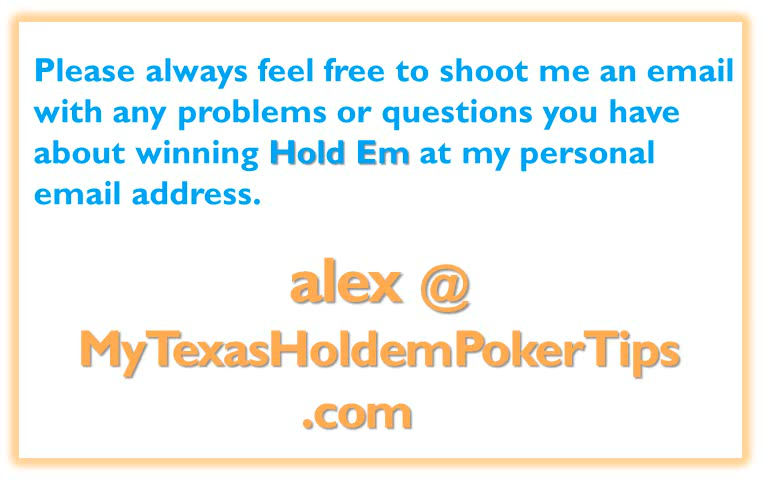 Please always feel free to shoot me an email
with any problems or questions you have
about winning Hold Em at my personal
email address.
alex @
MyTexasHoldemPokerTips
.com